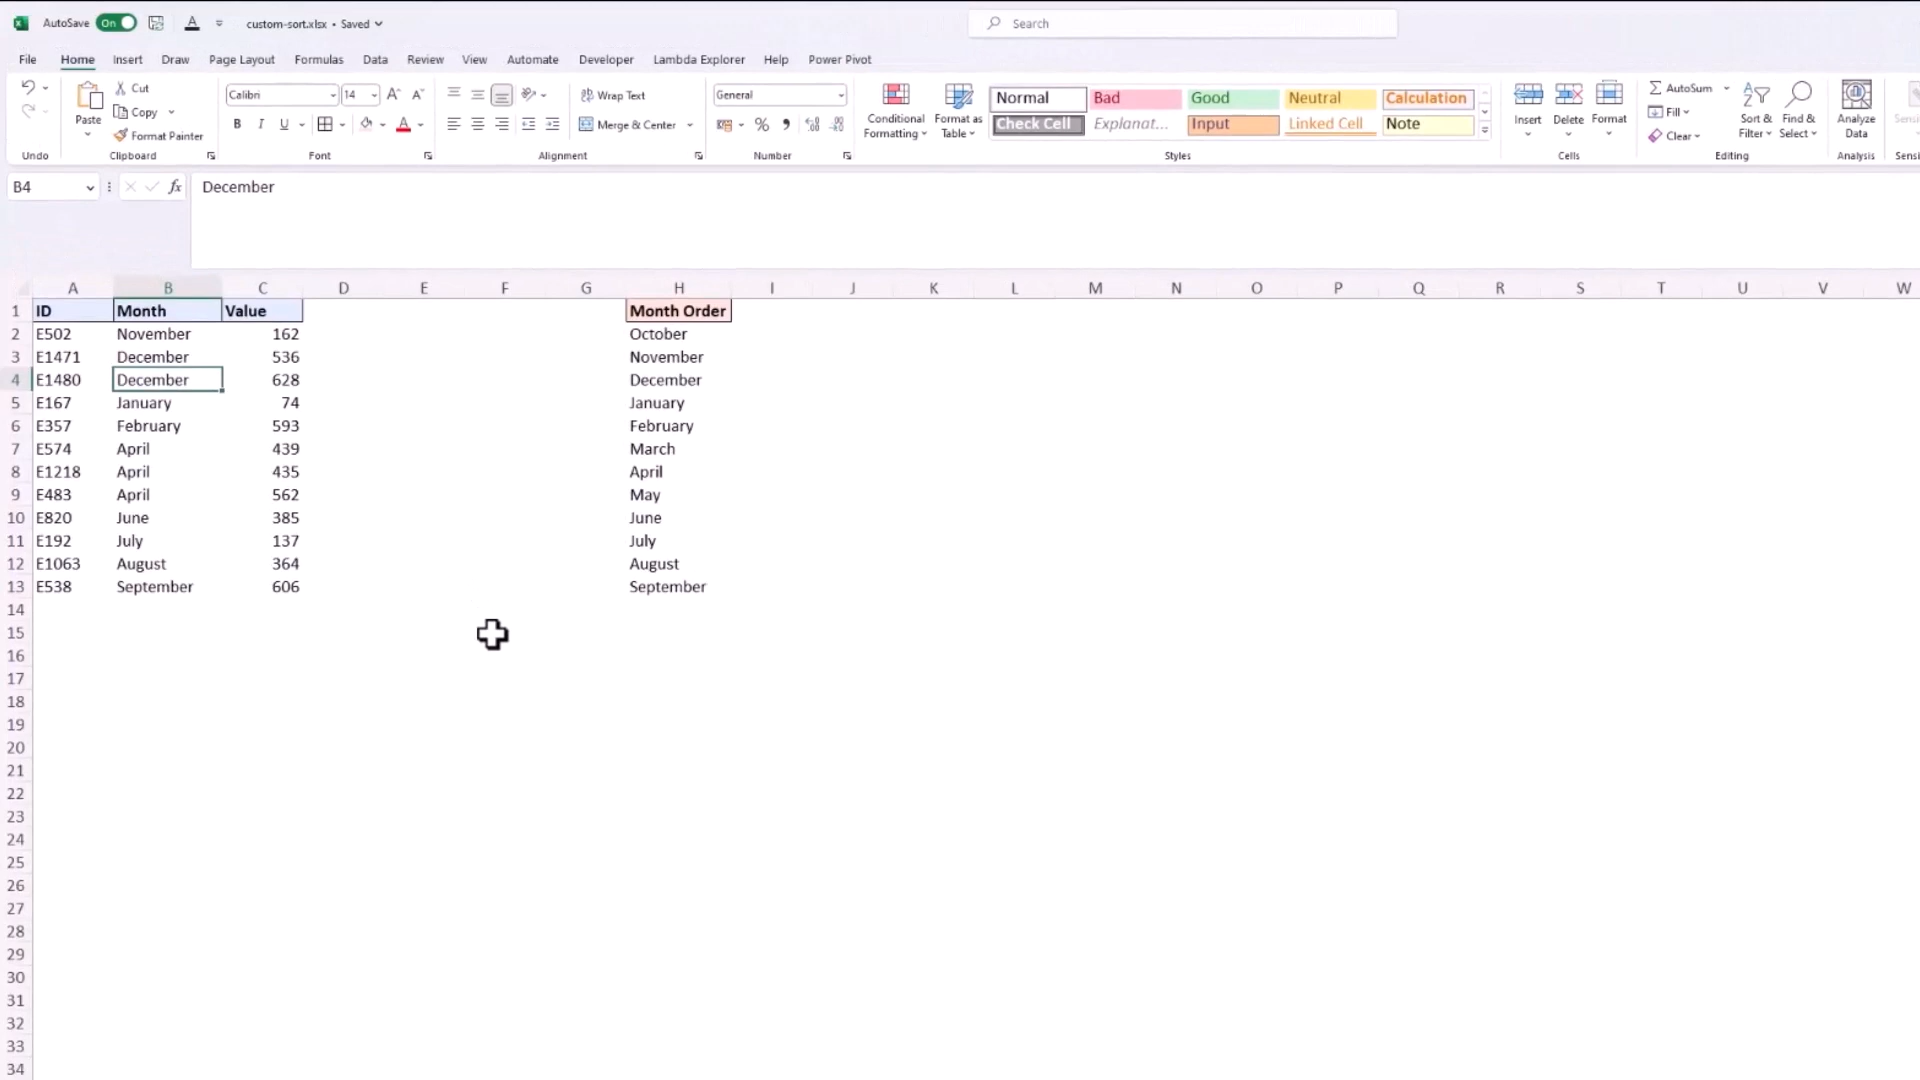 AutoSave On custom-sort.xlsx • Saved Search
File Home Insert Draw Page Layout Formulas Data Review View Automate Developer Lambda Explorer Help Power Pivot
Paste Cut Copy Format Painter
Calibri 14
Wrap Text
Merge & Center
General
Conditional Formatting
Format as Table
Normal Bad Good Neutral Calculation
Check Cell Explanat... Input Linked Cell Note
Insert Delete Format
AutoSum
Fill
Clear
Sort & Filter
Find & Select
Analyze Data
Undo Clipboard Font Alignment Number Styles Cells Editing Analysis
B4 fx December
A B C D E F G H I J K L M N O P Q R S T U V W
1 ID Month Value Month Order
2 E502 November 162 October
3 E1471 December 536 November
4 E1480 December 628 December
5 E167 January 74 January
6 E357 February 593 February
7 E574 April 439 March
8 E1218 April 435 April
9 E483 April 562 May
10 E820 June 385 June
11 E192 July 137 July
12 E1063 August 364 August
13 E538 September 606 September
14
15
16
17
18
19
20
21
22
23
24
25
26
27
28
29
30
31
32
33
34